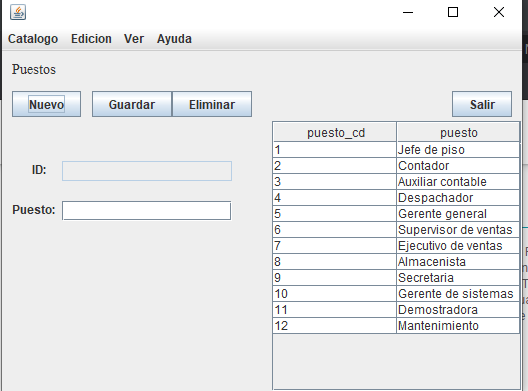 Catalogo Edicion Ver Ayuda
Puestos
Nuevo Guardar Eliminar Salir
ID:
Puesto:
puesto_cd puesto
1 Jefe de piso
2 Contador
3 Auxiliar contable
4 Despachador
5 Gerente general
6 Supervisor de ventas
7 Ejecutivo de ventas
8 Almacenista
9 Secretaria
10 Gerente de sistemas
11 Demostradora
12 Mantenimiento